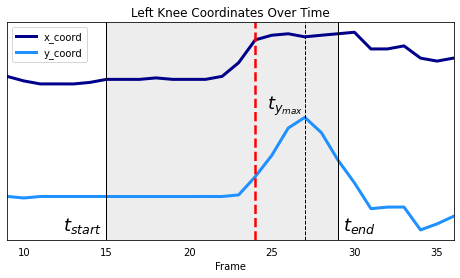 Left Knee Coordinates Over Time
x_coord
y_coord
t_{y_{max}}
t_{start}
t_{end}
10 15 20 25 30 35
Frame